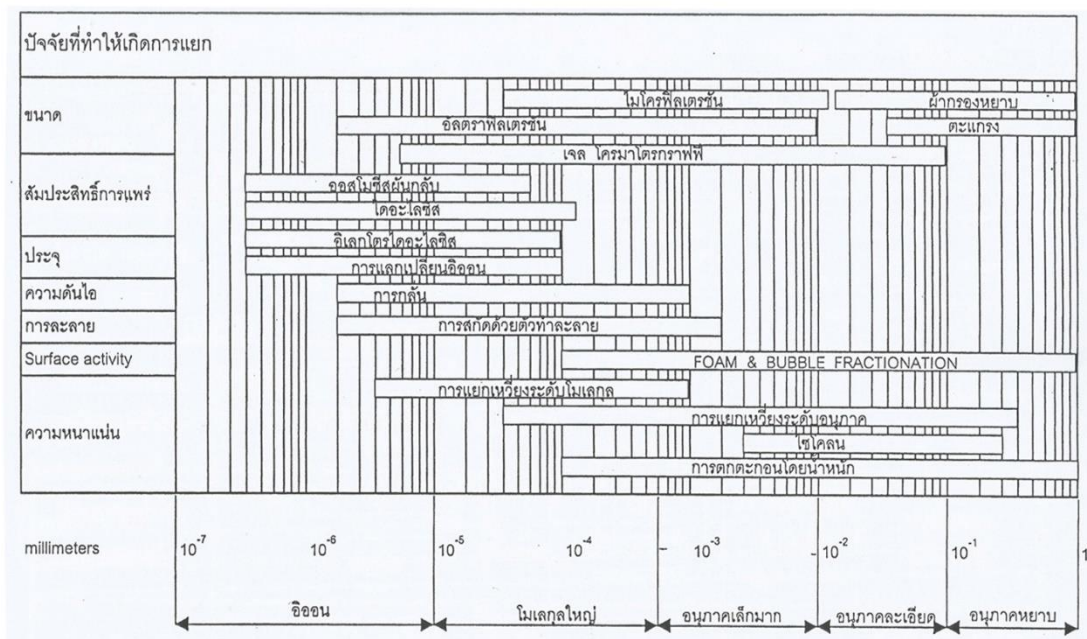 ปัจจัยที่ทำให้เกิดการแยก
ขนาด
ไมโครฟิลเตรชัน
ผ้ากรองหยาบ
อัลตราฟิลเตรชัน
ตะแกรง
เจล โครมาโตกราฟฟี
สัมประสิทธิ์การแพร่
ออสโมซีสผันกลับ
ไดอะไลซีส
ประจุ
อิเลกโตรไดอะไลซิส
การแลกเปลี่ยนอิออน
ความดันไอ
การกลั่น
การละลาย
การสกัดด้วยตัวทำละลาย
Surface activity
FOAM & BUBBLE FRACTIONATION
ความหนาแน่น
การแยกเหวี่ยงระดับโมเลกุล
การแยกเหวี่ยงระดับอนุภาค
ไซโคลน
การตกตะกอนโดยน้ำหนัก
millimeters 10⁻⁷ 10⁻⁶ 10⁻⁵ 10⁻⁴ 10⁻³ 10⁻² 10⁻¹ 1
อิออน โมเลกุลใหญ่ อนุภาคเล็กมาก อนุภาคละเอียด อนุภาคหยาบ